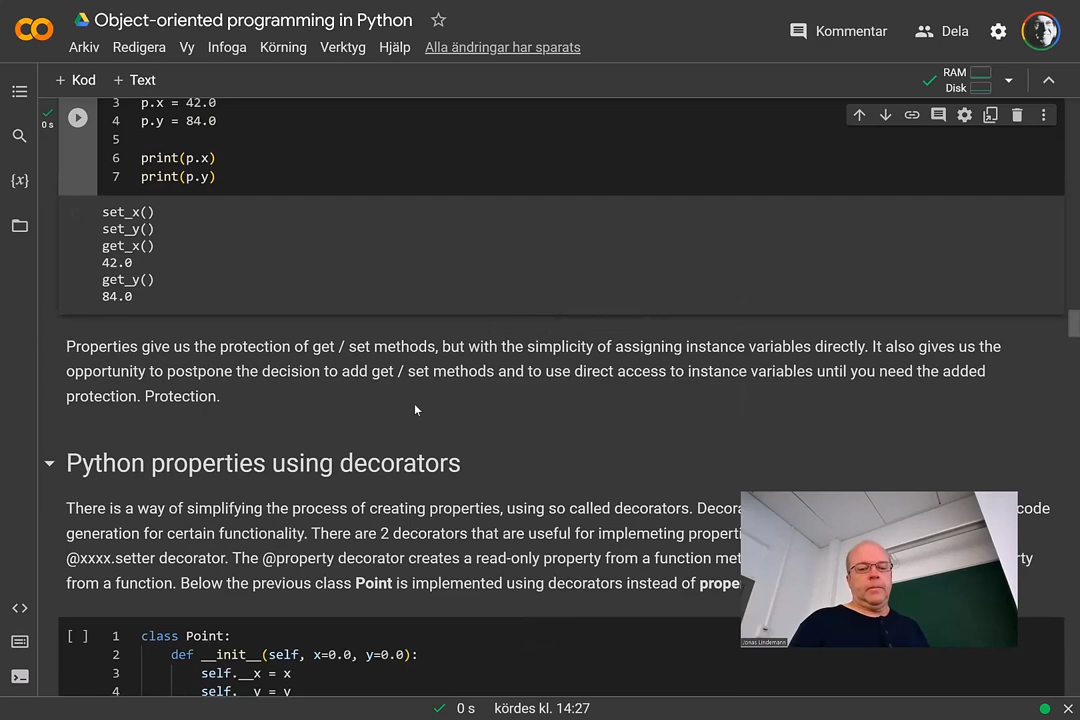 Object-oriented programming in Python
Arkiv Redigera Vy Infoga Körning Verktyg Hjälp Alla ändringar har sparats
Kommentar Dela
+ Kod + Text
RAM
Disk
0 s
3 p.x = 42.0
4 p.y = 84.0
5
6 print(p.x)
7 print(p.y)
set_x()
set_y()
get_x()
42.0
get_y()
84.0
Properties give us the protection of get / set methods, but with the simplicity of assigning instance variables directly. It also gives us the
opportunity to postpone the decision to add get / set methods and to use direct access to instance variables until you need the added
protection. Protection.
Python properties using decorators
There is a way of simplifying the process of creating properties, using so called decorators. code
generation for certain functionality. There are 2 decorators that are useful for implemeting
@xxxx.setter decorator. The @property decorator creates a read-only property from a function
from a function. Below the previous class Point is implemented using decorators instead of
Jonas Lindemann
[ ] 1 class Point:
2 def __init__(self, x=0.0, y=0.0):
3 self.__x = x
4 self.__y = y
0 s kördes kl. 14:27